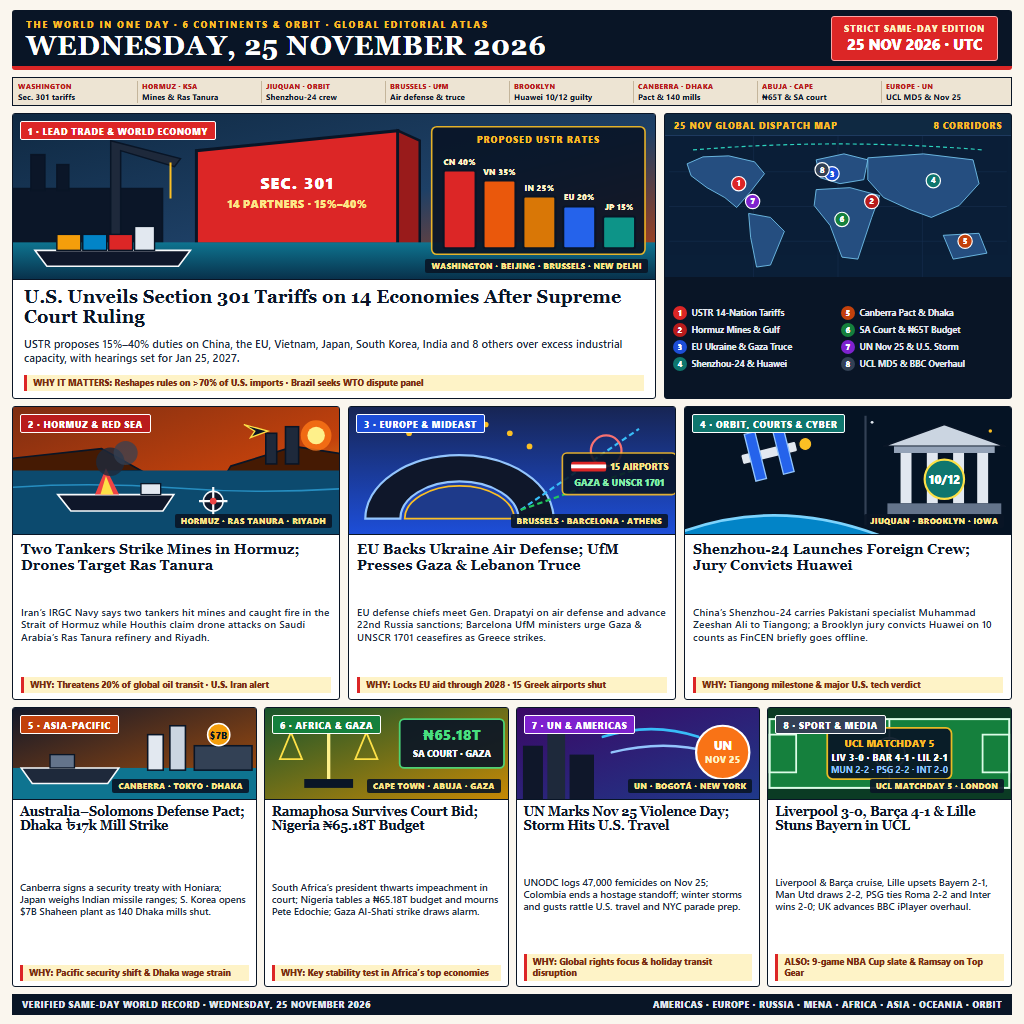 THE WORLD IN ONE DAY · 6 CONTINENTS & ORBIT · GLOBAL EDITORIAL ATLAS
WEDNESDAY, 25 NOVEMBER 2026
STRICT SAME-DAY EDITION
25 NOV 2026 · UTC
WASHINGTON
Sec. 301 tariffs
HORMUZ · KSA
Mines & Ras Tanura
JIUQUAN · ORBIT
Shenzhou-24 crew
BRUSSELS · UfM
Air defense & truce
BROOKLYN
Huawei 10/12 guilty
CANBERRA · DHAKA
Pact & 140 mills
ABUJA · CAPE
₦65T & SA court
EUROPE · UN
UCL MD5 & Nov 25
1 · LEAD TRADE & WORLD ECONOMY
SEC. 301
14 PARTNERS · 15%–40%
PROPOSED USTR RATES
CN 40%
VN 35%
IN 25%
EU 20%
JP 15%
WASHINGTON · BEIJING · BRUSSELS · NEW DELHI
U.S. Unveils Section 301 Tariffs on 14 Economies After Supreme
Court Ruling
USTR proposes 15%–40% duties on China, the EU, Vietnam, Japan, South Korea, India and 8 others over excess industrial
capacity, with hearings set for Jan 25, 2027.
WHY IT MATTERS: Reshapes rules on >70% of U.S. imports · Brazil seeks WTO dispute panel
25 NOV GLOBAL DISPATCH MAP
8 CORRIDORS
1
7
8
3
2
6
4
5
1 USTR 14-Nation Tariffs
2 Hormuz Mines & Gulf
3 EU Ukraine & Gaza Truce
4 Shenzhou-24 & Huawei
5 Canberra Pact & Dhaka
6 SA Court & ₦65T Budget
7 UN Nov 25 & U.S. Storm
8 UCL MD5 & BBC Overhaul
2 · HORMUZ & RED SEA
HORMUZ · RAS TANURA · RIYADH
Two Tankers Strike Mines in Hormuz;
Drones Target Ras Tanura
Iran's IRGC Navy says two tankers hit mines and caught fire in the
Strait of Hormuz while Houthis claim drone attacks on Saudi
Arabia's Ras Tanura refinery and Riyadh.
WHY: Threatens 20% of global oil transit · U.S. Iran alert
3 · EUROPE & MIDEAST
15 AIRPORTS
GAZA & UNSCR 1701
BRUSSELS · BARCELONA · ATHENS
EU Backs Ukraine Air Defense; UfM
Presses Gaza & Lebanon Truce
EU defense chiefs meet Gen. Drapatyi on air defense and advance
22nd Russia sanctions; Barcelona UfM ministers urge Gaza &
UNSCR 1701 ceasefires as Greece strikes.
WHY: Locks EU aid through 2028 · 15 Greek airports shut
4 · ORBIT, COURTS & CYBER
10/12
JIUQUAN · BROOKLYN · IOWA
Shenzhou-24 Launches Foreign Crew;
Jury Convicts Huawei
China's Shenzhou-24 carries Pakistani specialist Muhammad
Zeeshan Ali to Tiangong; a Brooklyn jury convicts Huawei on 10
counts as FinCEN briefly goes offline.
WHY: Tiangong milestone & major U.S. tech verdict
5 · ASIA-PACIFIC
$7B
CANBERRA · TOKYO · DHAKA
Australia–Solomons Defense Pact;
Dhaka ৳17k Mill Strike
Canberra signs a security treaty with Honiara;
Japan weighs Indian missile ranges; S. Korea opens
$7B Shaheen plant as 140 Dhaka mills shut.
WHY: Pacific security shift & Dhaka wage strain
6 · AFRICA & GAZA
₦65.18T
SA COURT · GAZA
CAPE TOWN · ABUJA · GAZA
Ramaphosa Survives Court Bid;
Nigeria ₦65.18T Budget
South Africa's president thwarts impeachment in
court; Nigeria tables a ₦65.18T budget and mourns
Pete Edochie; Gaza Al-Shati strike draws alarm.
WHY: Key stability test in Africa's top economies
7 · UN & AMERICAS
UN
NOV 25
UN · BOGOTÁ · NEW YORK
UN Marks Nov 25 Violence Day;
Storm Hits U.S. Travel
UNODC logs 47,000 femicides on Nov 25;
Colombia ends a hostage standoff; winter storms
and gusts rattle U.S. travel and NYC parade prep.
WHY: Global rights focus & holiday transit
disruption
8 · SPORT & MEDIA
UCL MATCHDAY 5
LIV 3-0 · BAR 4-1 · LIL 2-1
MUN 2-2 · PSG 2-2 · INT 2-0
UCL MATCHDAY 5 · LONDON
Liverpool 3-0, Barça 4-1 & Lille
Stuns Bayern in UCL
Liverpool & Barça cruise, Lille upsets Bayern 2-1,
Man Utd draws 2-2, PSG ties Roma 2-2 and Inter
wins 2-0; UK advances BBC iPlayer overhaul.
ALSO: 9-game NBA Cup slate & Ramsay on Top
Gear
VERIFIED SAME-DAY WORLD RECORD · WEDNESDAY, 25 NOVEMBER 2026
AMERICAS · EUROPE · RUSSIA · MENA · AFRICA · ASIA · OCEANIA · ORBIT